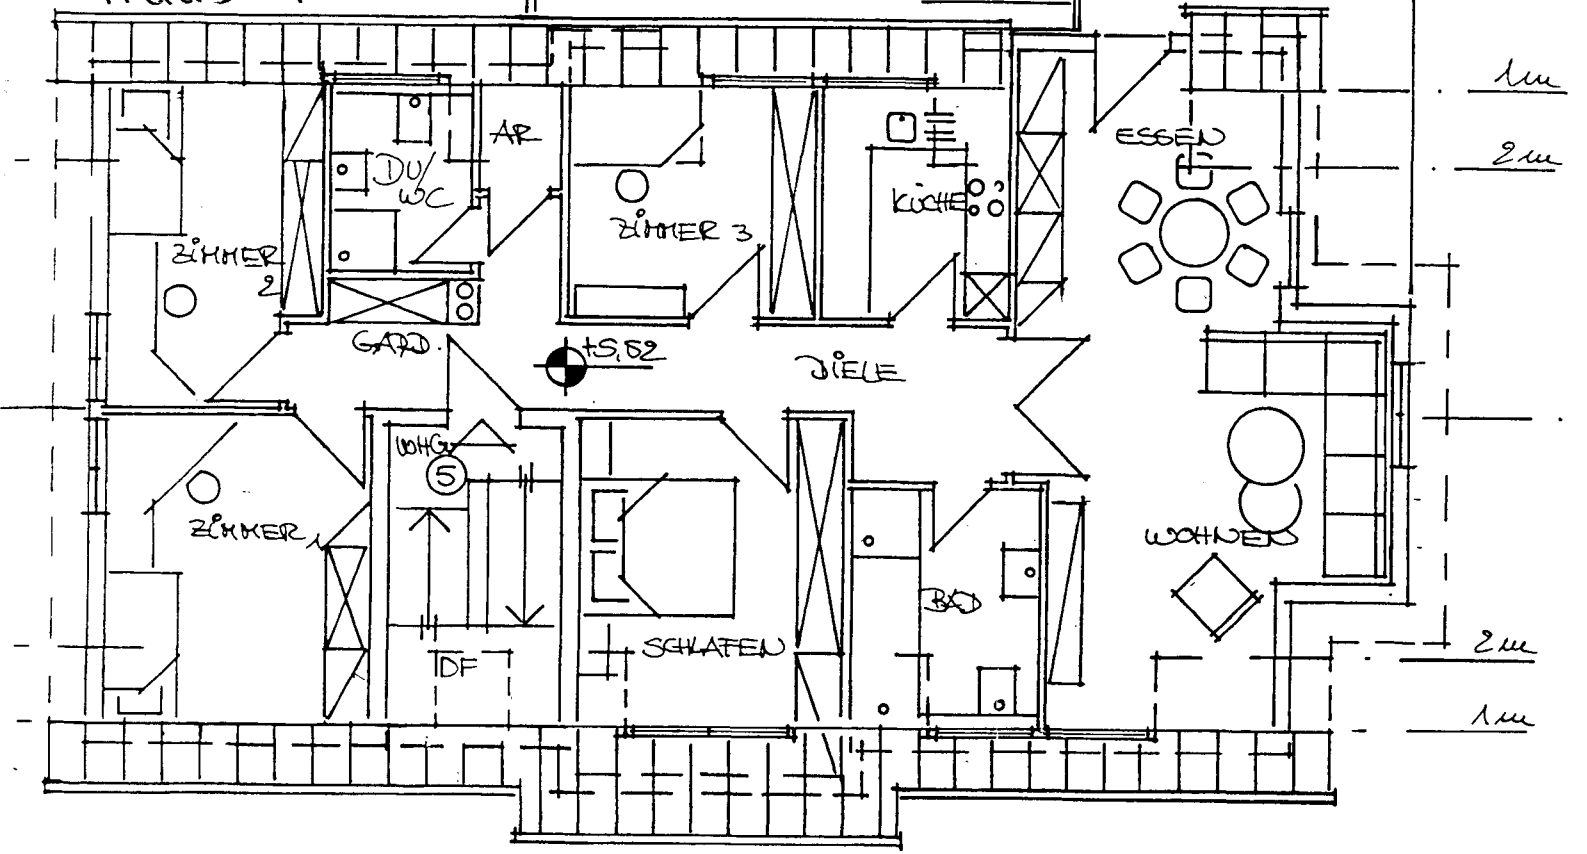 1m
ESSEN
2m
AR
DU/
WC
KÜCHE
ZIMMER 3
ZIMMER
2
GARD.
+5,82
DIELE
WHG
5
ZIMMER 1
WOHNEN
BAD
SCHLAFEN
DF
2m
1m